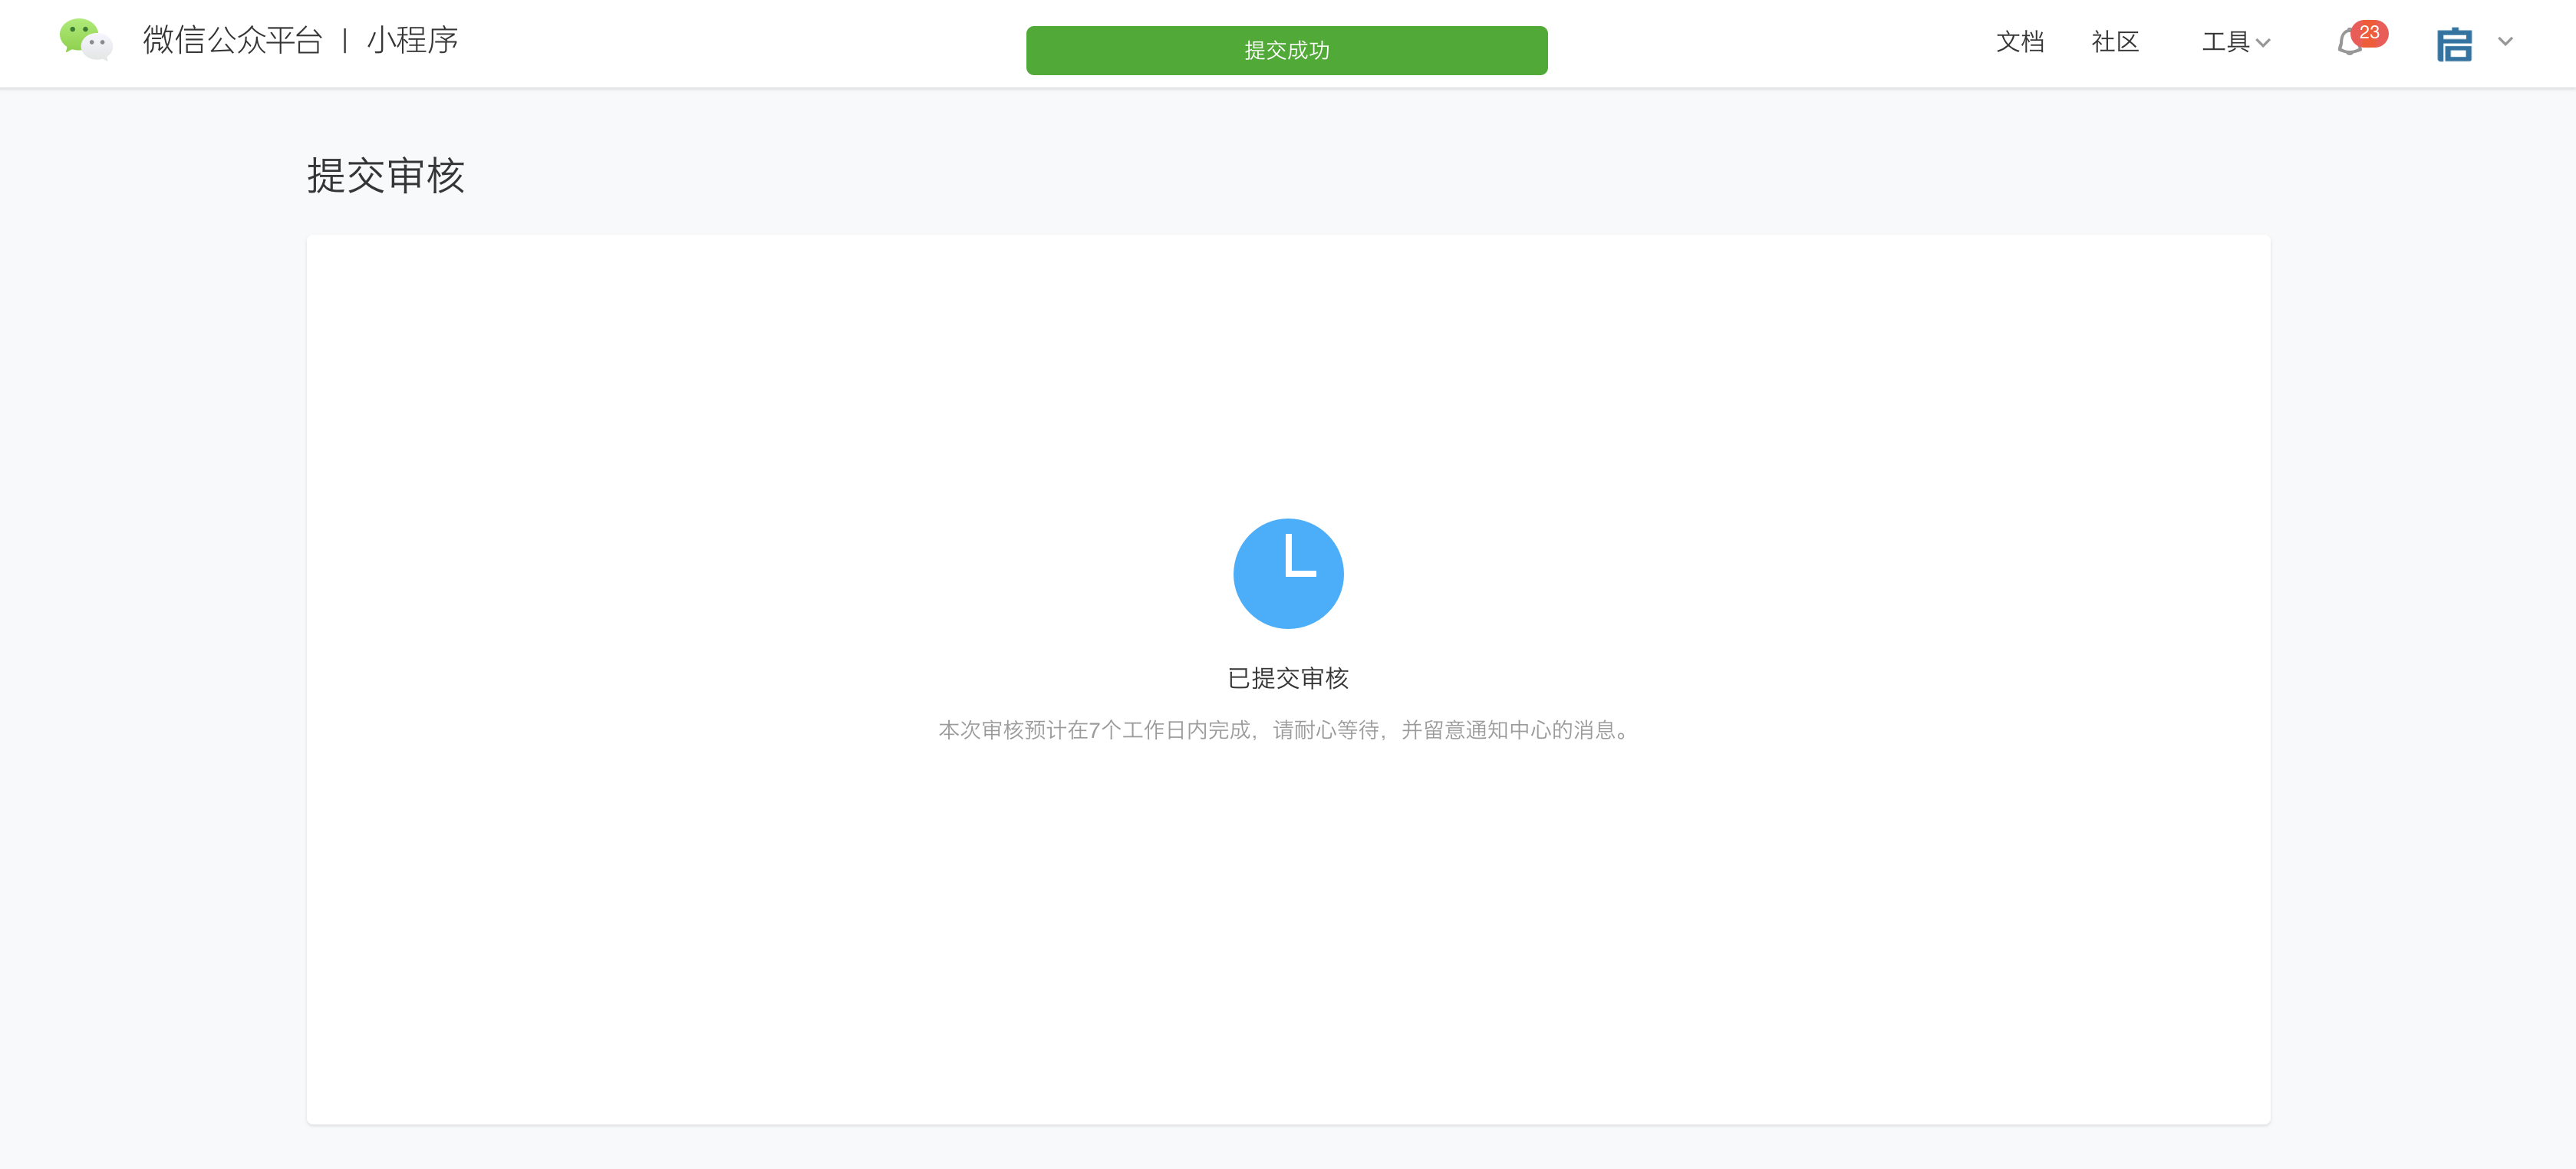 微信公众平台 | 小程序
提交成功
文档
社区
工具
23
启
提交审核
已提交审核
本次审核预计在7个工作日内完成，请耐心等待，并留意通知中心的消息。